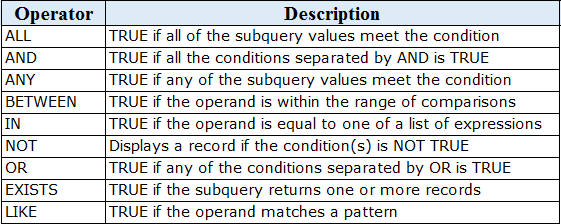 Operator Description
ALL TRUE if all of the subquery values meet the condition
AND TRUE if all the conditions separated by AND is TRUE
ANY TRUE if any of the subquery values meet the condition
BETWEEN TRUE if the operand is within the range of comparisons
IN TRUE if the operand is equal to one of a list of expressions
NOT Displays a record if the condition(s) is NOT TRUE
OR TRUE if any of the conditions separated by OR is TRUE
EXISTS TRUE if the subquery returns one or more records
LIKE TRUE if the operand matches a pattern